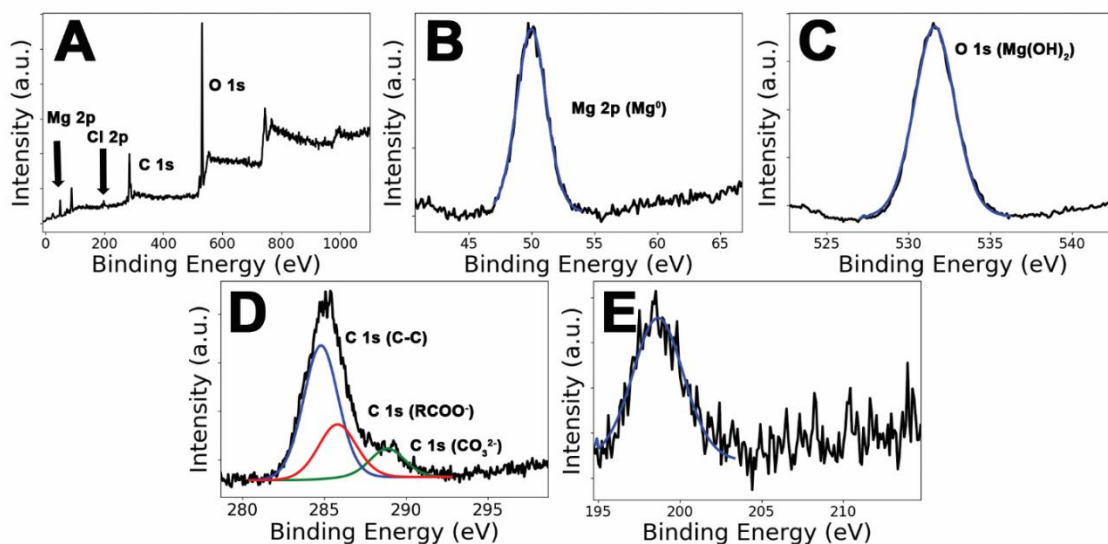 A
Intensity (a.u.)
Mg 2p
Cl 2p
C 1s
O 1s
0 200 400 600 800 1000
Binding Energy (eV)
B
Intensity (a.u.)
Mg 2p (Mg⁰)
45 50 55 60 65
Binding Energy (eV)
C
Intensity (a.u.)
O 1s (Mg(OH)₂)
525 530 535 540
Binding Energy (eV)
D
Intensity (a.u.)
C 1s (C-C)
C 1s (RCOO⁻)
C 1s (CO₃²⁻)
280 285 290 295
Binding Energy (eV)
E
Intensity (a.u.)
195 200 205 210
Binding Energy (eV)